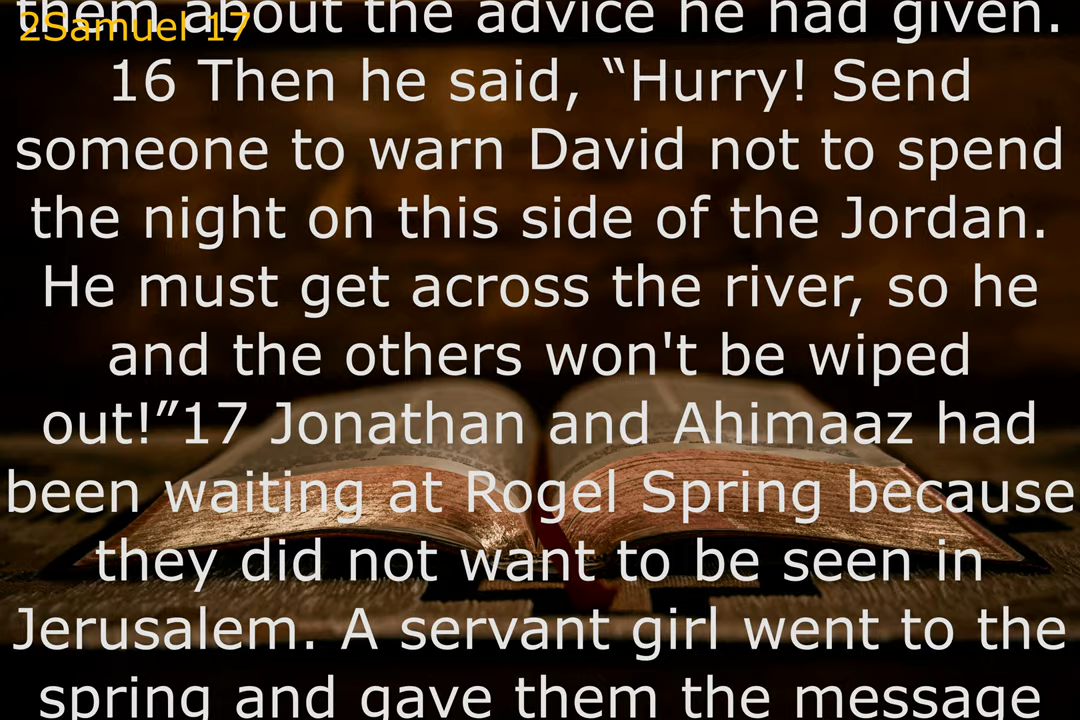 them about the advice he had given.
2Samuel 17
16 Then he said, “Hurry! Send
someone to warn David not to spend
the night on this side of the Jordan.
He must get across the river, so he
and the others won't be wiped
out!”17 Jonathan and Ahimaaz had
been waiting at Rogel Spring because
they did not want to be seen in
Jerusalem. A servant girl went to the
spring and gave them the message